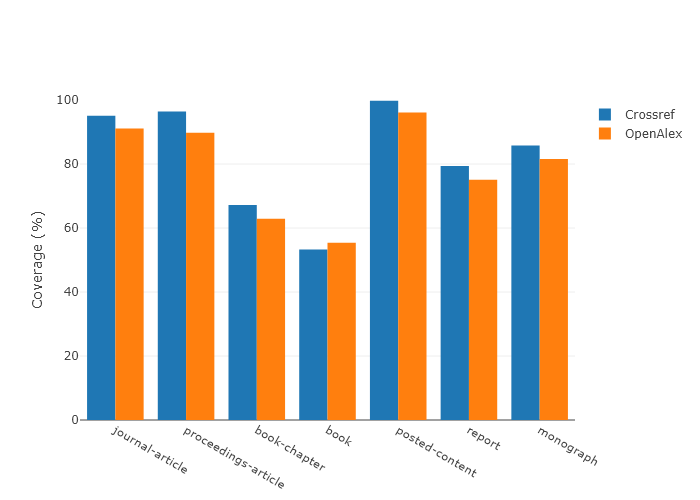 100
80
60
40
20
0
Coverage (%)
journal-article
proceedings-article
book-chapter
book
posted-content
report
monograph
Crossref
OpenAlex